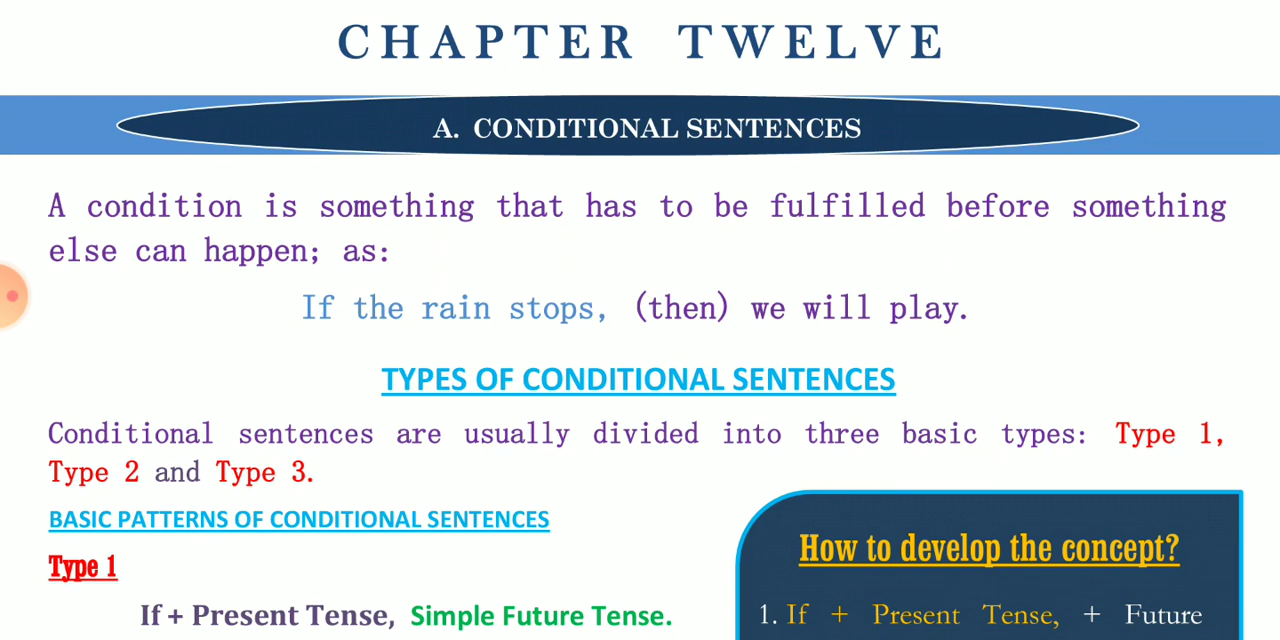 CHAPTER TWELVE
A. CONDITIONAL SENTENCES
A condition is something that has to be fulfilled before something
else can happen; as:
If the rain stops, (then) we will play.
TYPES OF CONDITIONAL SENTENCES
Conditional sentences are usually divided into three basic types: Type 1,
Type 2 and Type 3.
BASIC PATTERNS OF CONDITIONAL SENTENCES
Type 1
If + Present Tense, Simple Future Tense.
How to develop the concept?
1. If + Present Tense, + Future